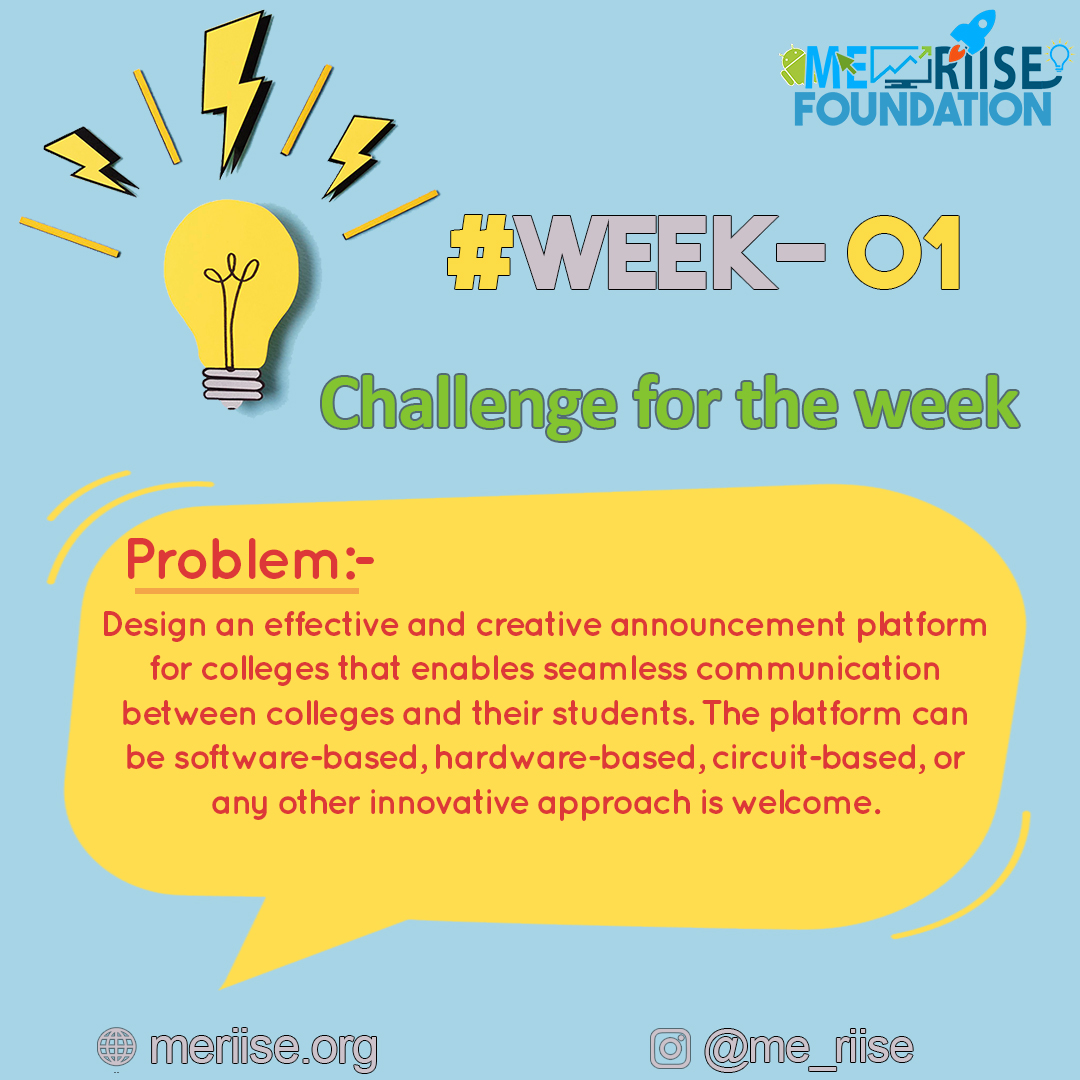 ME RIISE
FOUNDATION
#WEEK- 01
Challenge for the week
Problem:-
Design an effective and creative announcement platform
for colleges that enables seamless communication
between colleges and their students. The platform can
be software-based, hardware-based, circuit-based, or
any other innovative approach is welcome.
meriise.org
@me_riise